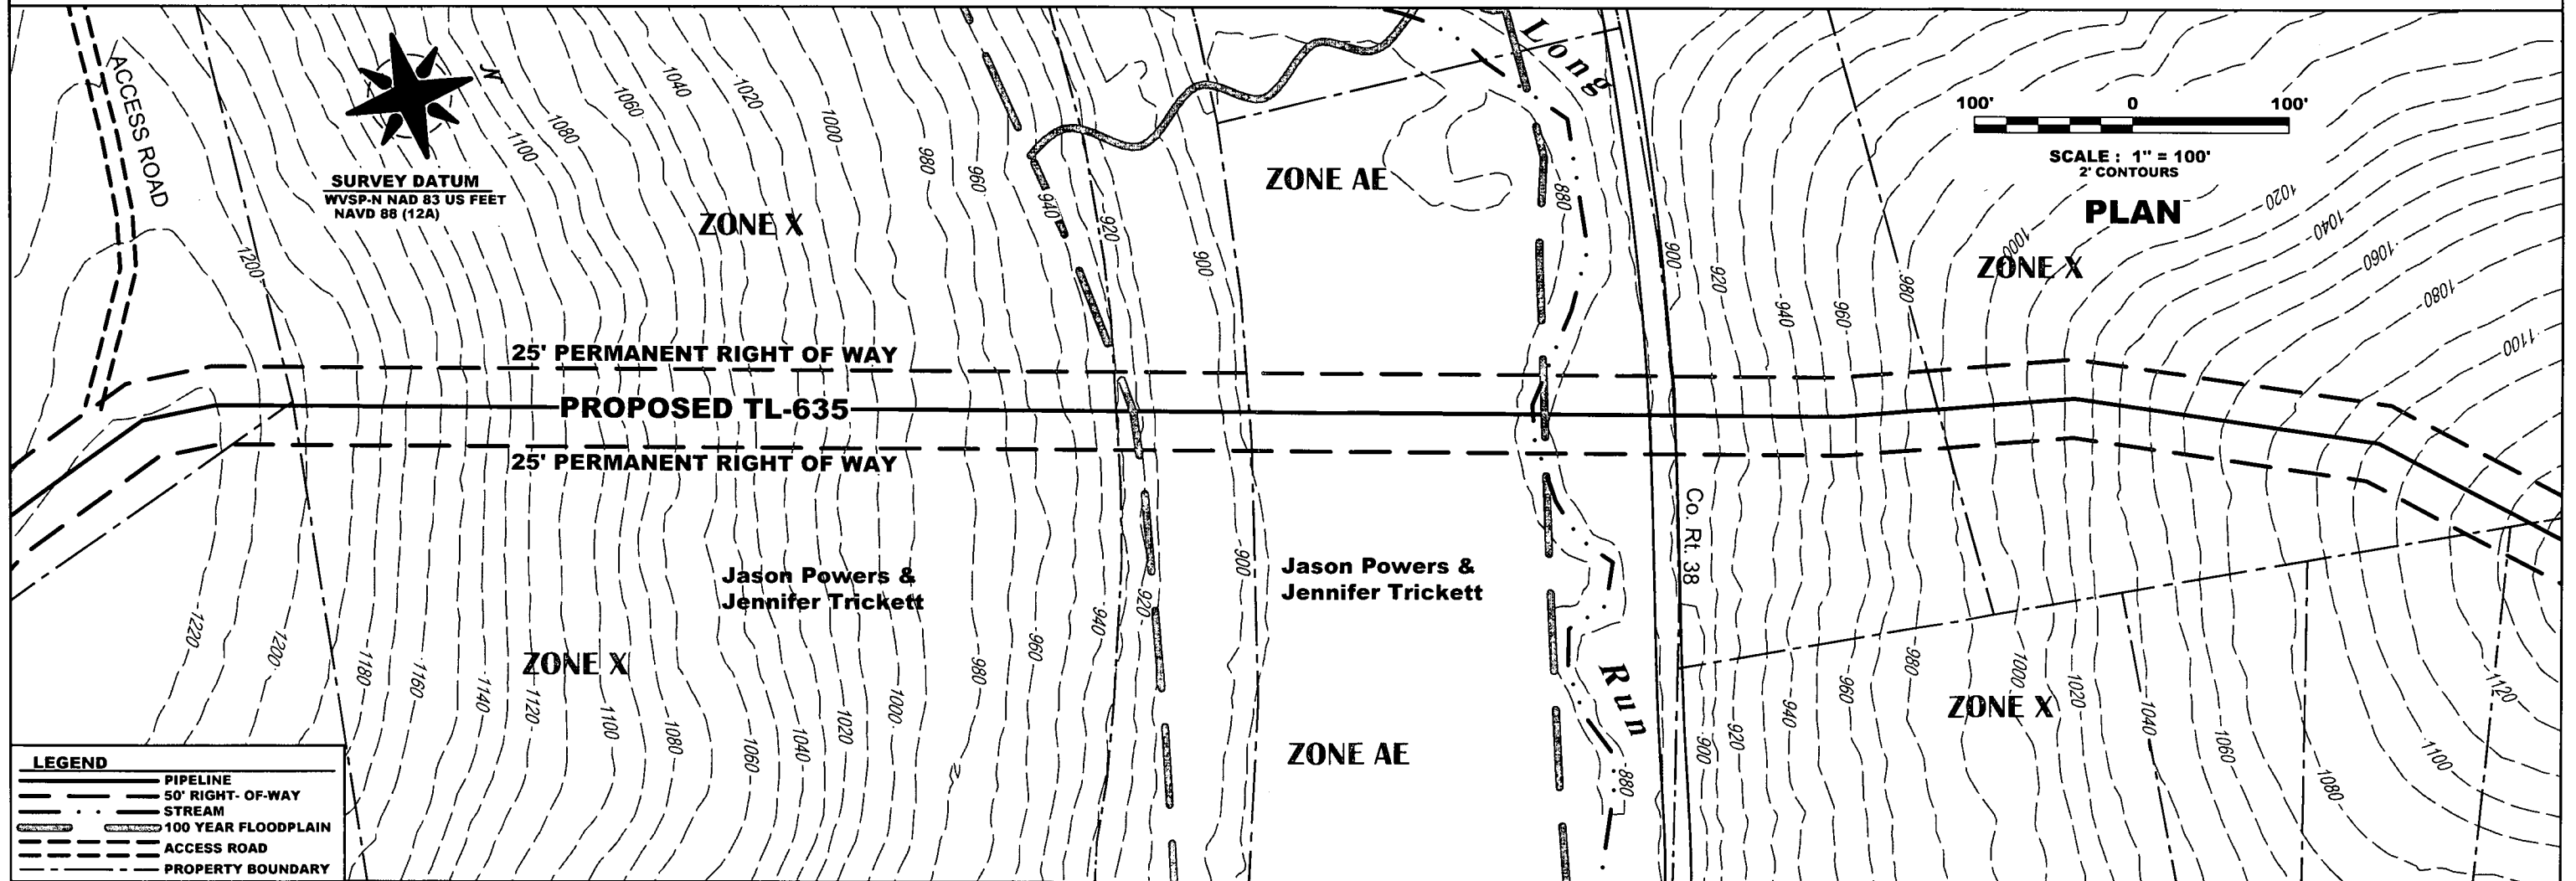 ACCESS ROAD
N
SURVEY DATUM
WVSP-N NAD 83 US FEET
NAVD 88 (12A)
1100
1080
1060
1040
1020
1000
980
960
940
920
900
1200
ZONE X
ZONE AE
Long
880
900
920
940
960
980
1000
100' 0 100'
SCALE : 1" = 100'
2' CONTOURS
PLAN
ZONE X
1020
1040
1060
1080
1100
25' PERMANENT RIGHT OF WAY
PROPOSED TL-635
25' PERMANENT RIGHT OF WAY
Jason Powers &
Jennifer Trickett
900
Jason Powers &
Jennifer Trickett
Co. Rt. 38
1220
1200
1180
1160
1140
1120
1100
1080
1060
1040
1020
1000
980
960
940
920
ZONE X
ZONE AE
Run
880
900
920
940
960
980
1000
1020
1040
1060
1080
1100
1120
ZONE X
LEGEND
PIPELINE
50' RIGHT- OF-WAY
STREAM
100 YEAR FLOODPLAIN
ACCESS ROAD
PROPERTY BOUNDARY